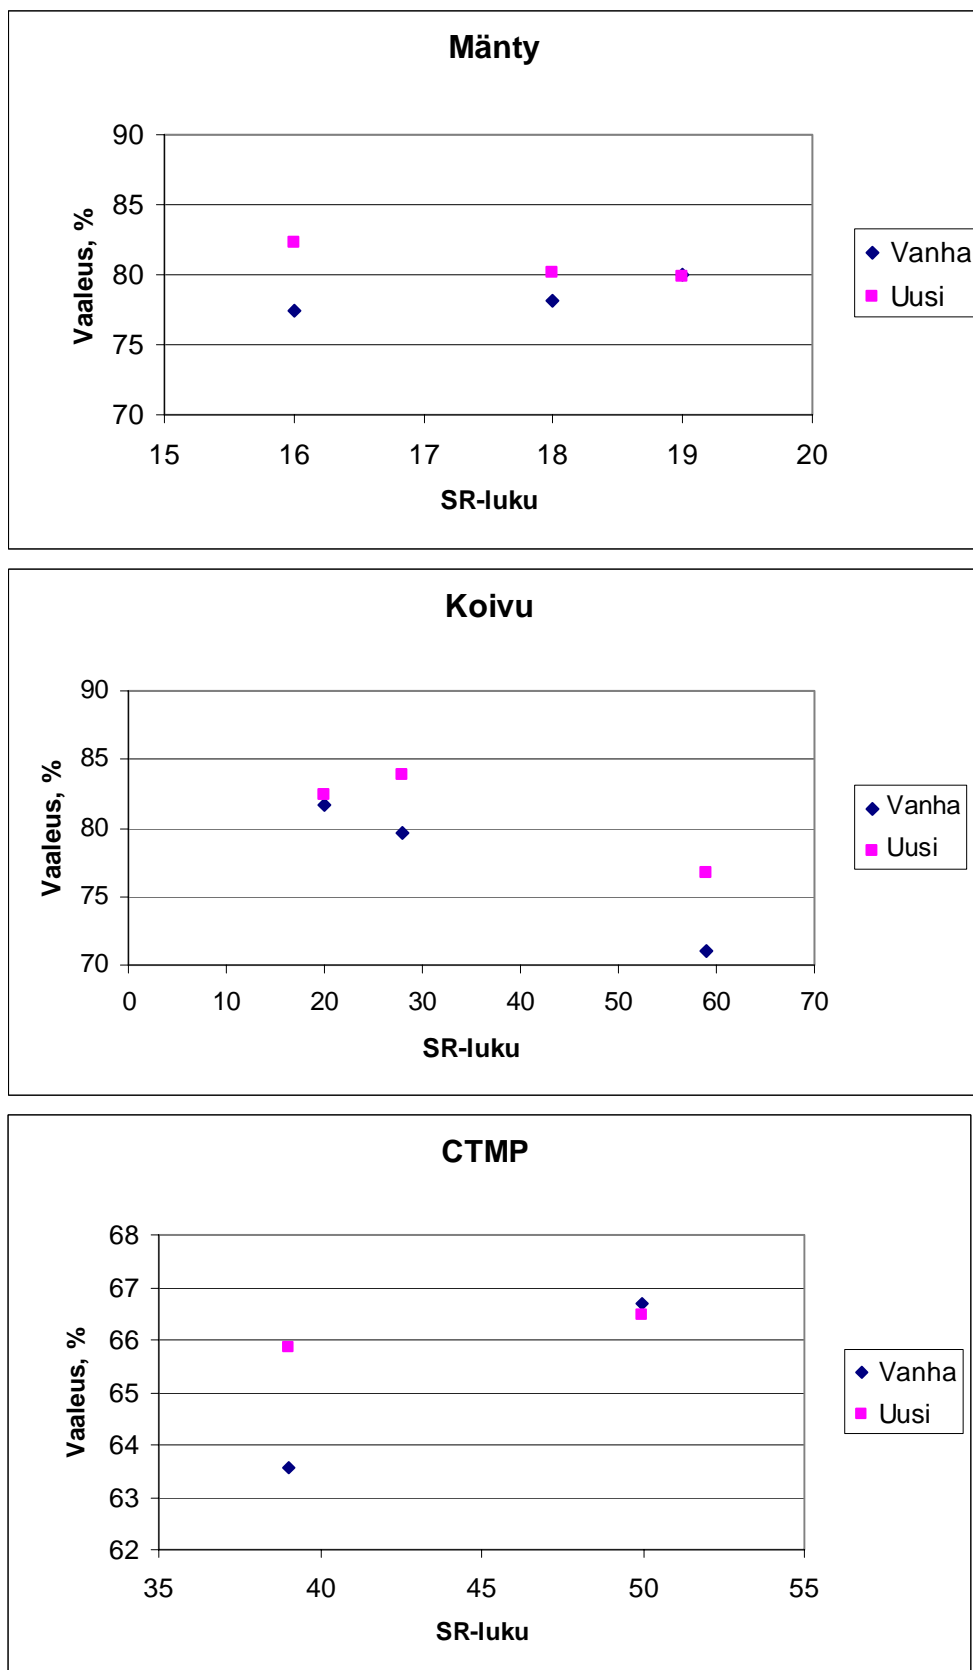 Mänty
90
85
80
75
70
15 16 17 18 19 20
Vaaleus, %
SR-luku
Vanha
Uusi
Koivu
90
85
80
75
70
0 10 20 30 40 50 60 70
Vaaleus, %
SR-luku
Vanha
Uusi
CTMP
68
67
66
65
64
63
62
35 40 45 50 55
Vaaleus, %
SR-luku
Vanha
Uusi